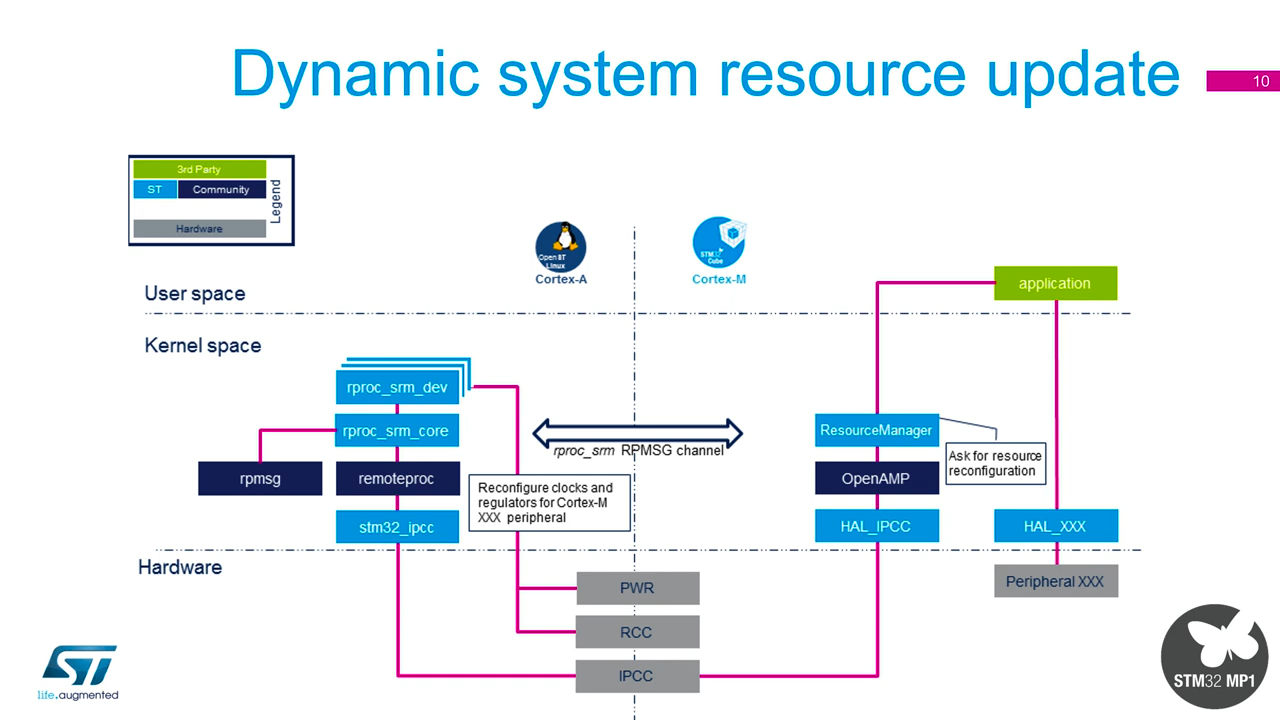 Dynamic system resource update
10
3rd Party
ST
Community
Legend
Hardware
Open ST
Linux
Cortex-A
STM32
Cube
Cortex-M
User space
application
Kernel space
rproc_srm_dev
rproc_srm_core
ResourceManager
rproc_srm RPMSG channel
Ask for resource
reconfiguration
rpmsg
remoteproc
OpenAMP
Reconfigure clocks and
regulators for Cortex-M
XXX peripheral
stm32_ipcc
HAL_IPCC
HAL_XXX
Hardware
PWR
Peripheral XXX
RCC
IPCC
ST
life.augmented
STM32 MP1